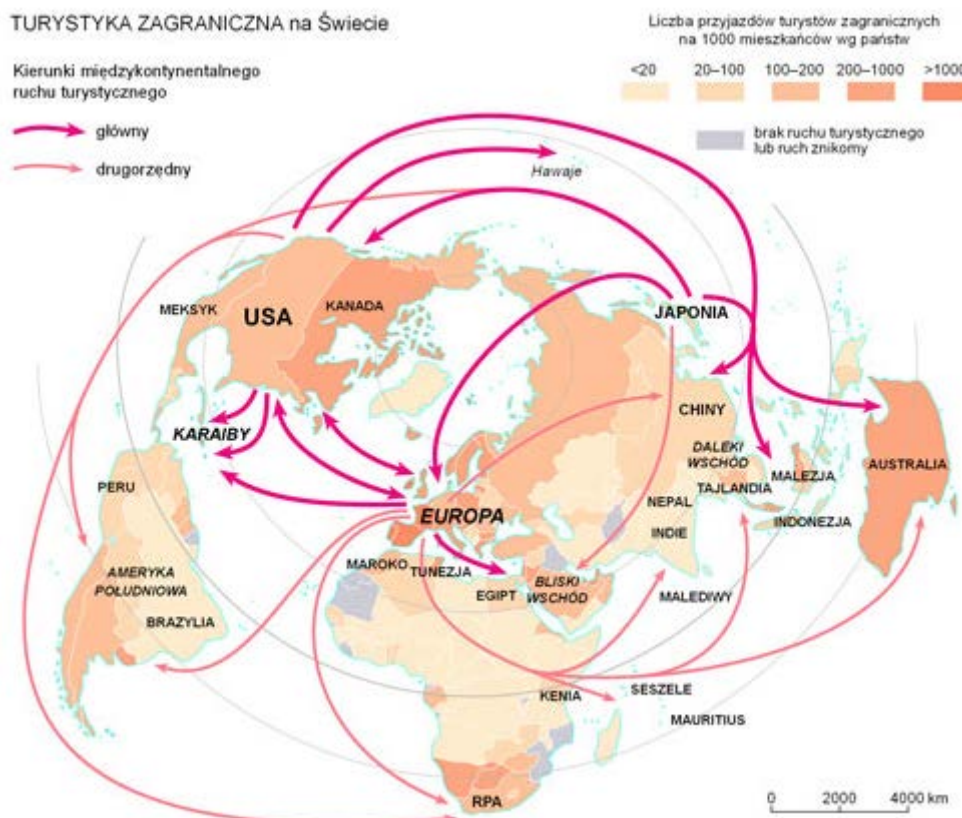 TURYSTYKA ZAGRANICZNA na Świecie
Liczba przyjazdów turystów zagranicznych
na 1000 mieszkańców wg państw
<20 20–100 100–200 200–1000 >1000
brak ruchu turystycznego
lub ruch znikomy
Kierunki międzykontynentalnego
ruchu turystycznego
główny
drugorzędny
Hawaje
MEKSYK
USA
KANADA
JAPONIA
KARAIBY
CHINY
DALEKI
WSCHÓD
MALEZJA
AUSTRALIA
TAJLANDIA
PERU
EUROPA
NEPAL
INDONEZJA
INDIE
MAROKO
TUNEZJA
AMERYKA
POŁUDNIOWA
EGIPT
BLISKI
WSCHÓD
MALEDIWY
BRAZYLIA
KENIA
SESZELE
MAURITIUS
RPA
0 2000 4000 km